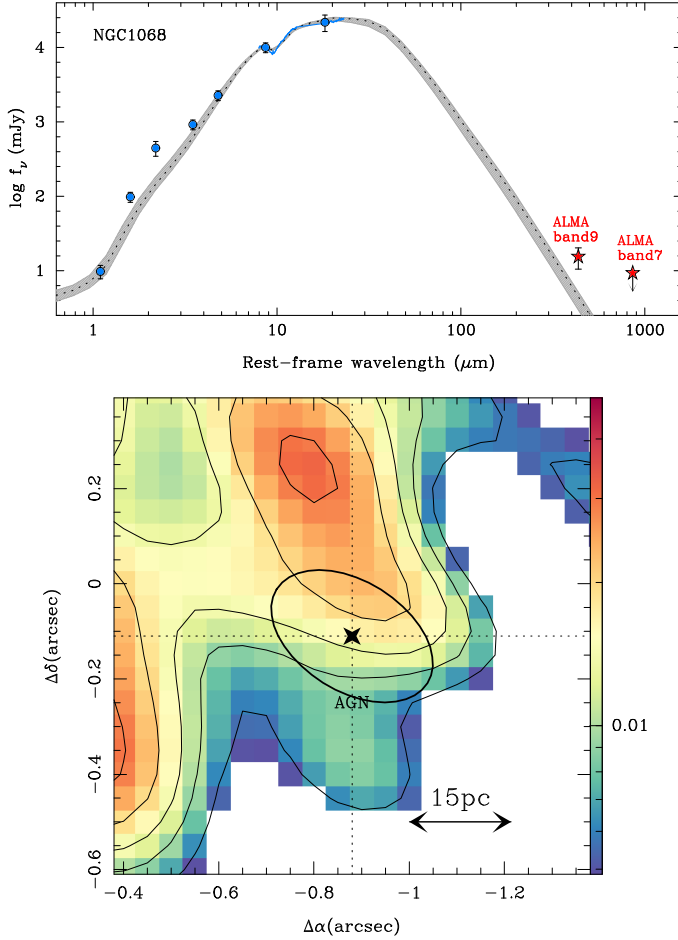 NGC1068
4
3
2
1
log fν (mJy)
ALMA
band9
ALMA
band7
1
10
100
1000
Rest-frame wavelength (μm)
0.2
0
−0.2
−0.4
−0.6
Δδ(arcsec)
AGN
15pc
0.01
−0.4
−0.6
−0.8
−1
−1.2
Δα(arcsec)